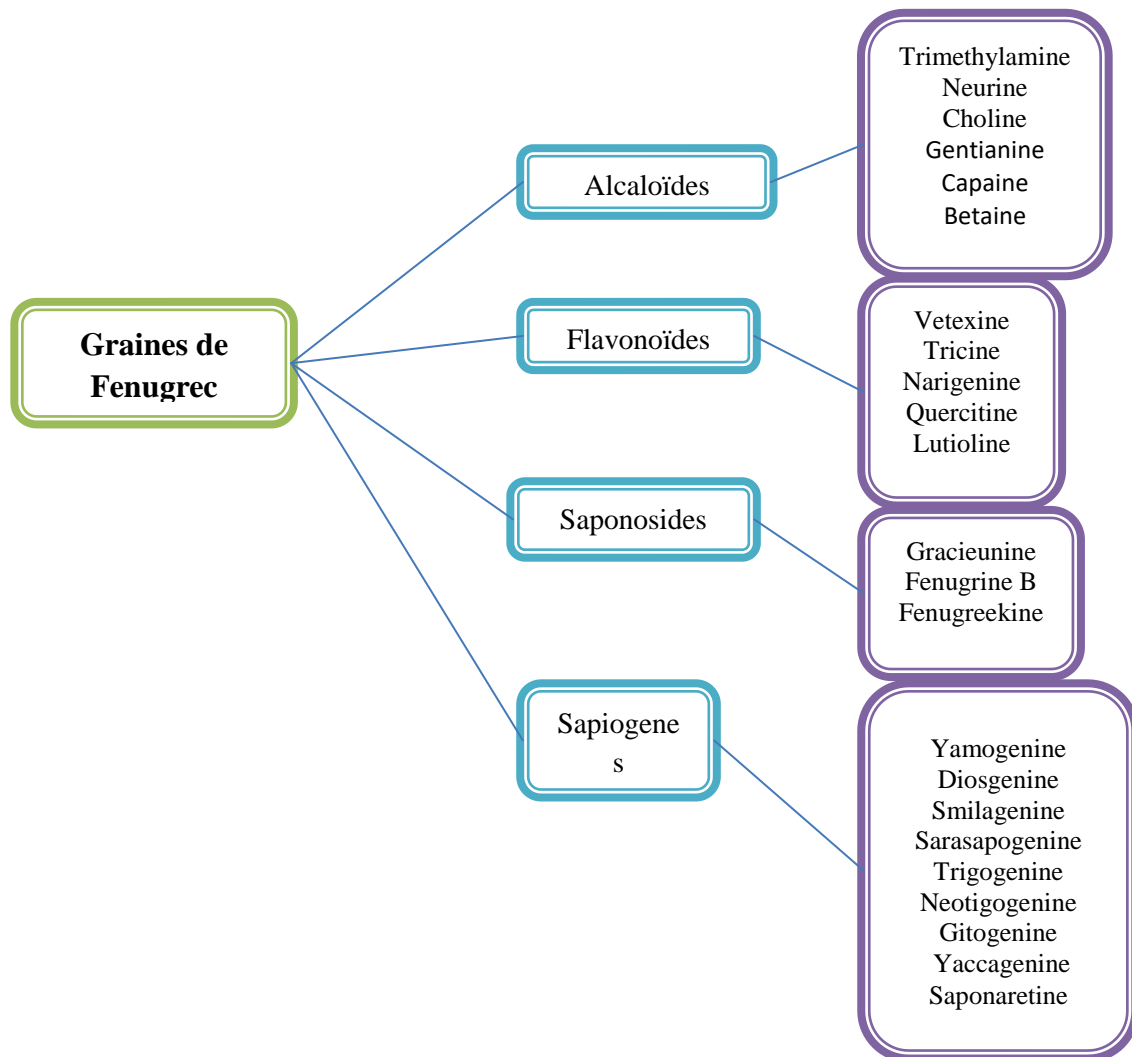 Graines de
Fenugrec
Alcaloïdes
Trimethylamine
Neurine
Choline
Gentianine
Capaine
Betaine
Flavonoïdes
Vetexine
Tricine
Narigenine
Quercitine
Lutioline
Saponosides
Gracieunine
Fenugrine B
Fenugreekine
Sapiogene
s
Yamogenine
Diosgenine
Smilagenine
Sarasapogenine
Trigogenine
Neotigogenine
Gitogenine
Yaccagenine
Saponaretine